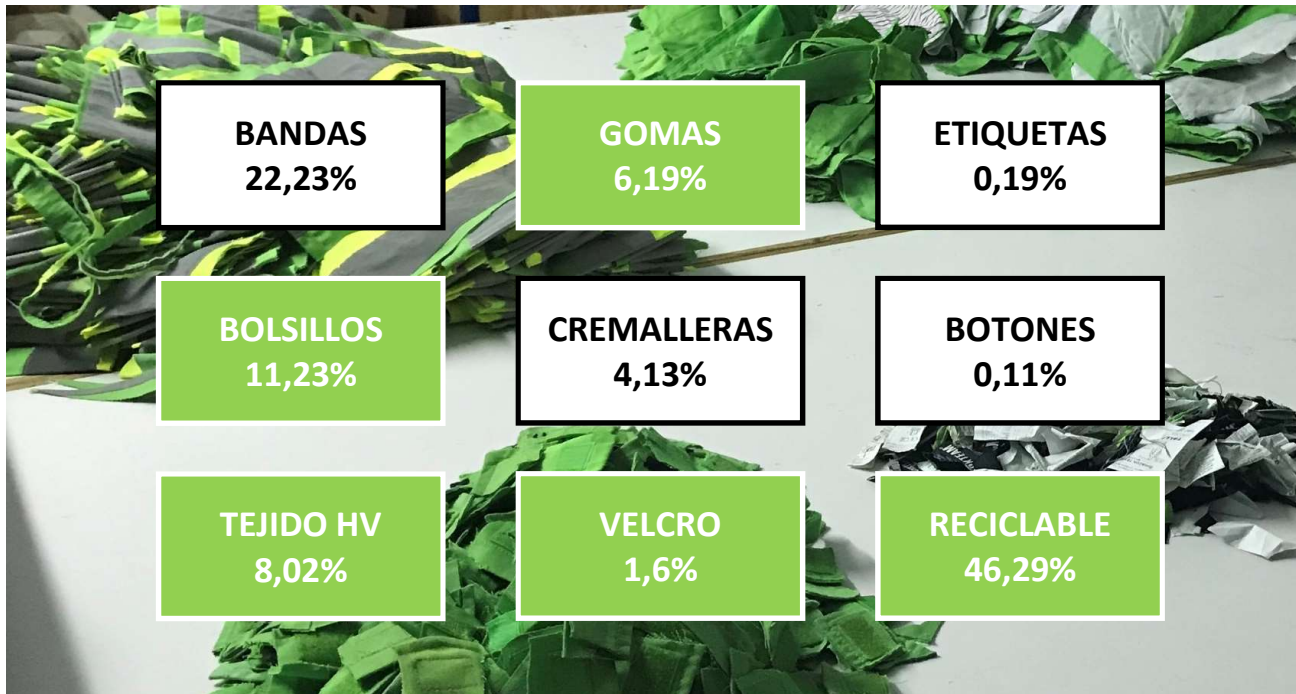 BANDAS
22,23%
GOMAS
6,19%
ETIQUETAS
0,19%
BOLSILLOS
11,23%
CREMALLERAS
4,13%
BOTONES
0,11%
TEJIDO HV
8,02%
VELCRO
1,6%
RECICLABLE
46,29%